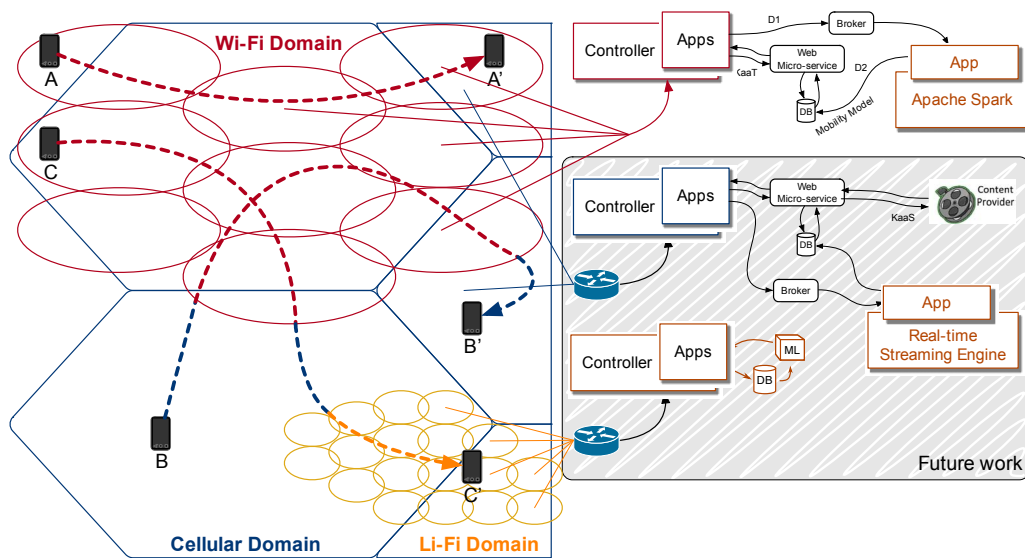 Wi-Fi Domain
A
A'
C
B'
B
C'
Cellular Domain
Li-Fi Domain
Controller
Apps
D1
Broker
KaaT
Web
Micro-service
D2
DB
Mobility Model
App
Apache Spark
Controller
Apps
Web
Micro-service
KaaS
Content
Provider
DB
Broker
App
Real-time
Streaming Engine
Controller
Apps
ML
DB
Future work